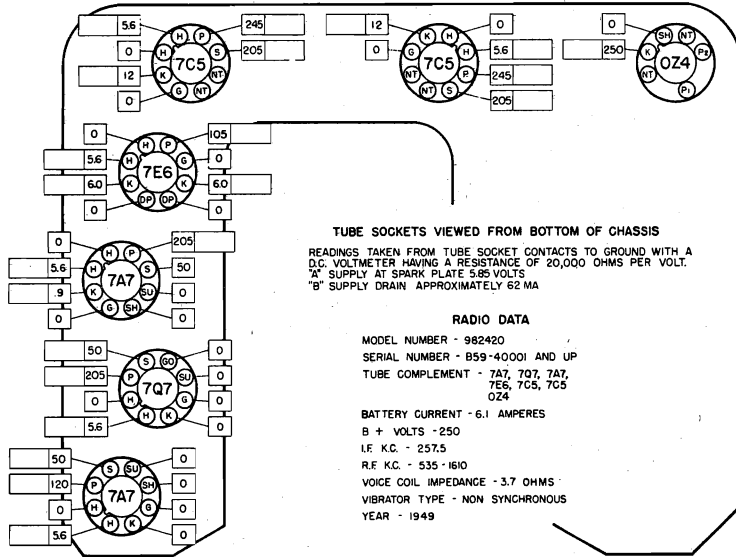 5.6 H P 245
0 H S 205
7C5
12 K NT
0 G NT
12 K H 0
0 G H 5.6
7C5
NT P 245
NT S 205
0 SH NT
250 K P2
0Z4
NT P1
0 H P 105
5.6 H G 0
7E6
6.0 K K 6.0
0 DP DP 0
0 H P 205
5.6 H S 50
7A7
.9 K SU 0
0 G SH 0
50 S GO 0
205 P SU 0
7Q7
0 H G 0
5.6 H K 0
50 S SU 0
120 P SH 0
7A7
0 H G 0
5.6 H K 0
TUBE SOCKETS VIEWED FROM BOTTOM OF CHASSIS
READINGS TAKEN FROM TUBE SOCKET CONTACTS TO GROUND WITH A
D.C. VOLTMETER HAVING A RESISTANCE OF 20,000 OHMS PER VOLT.
"A" SUPPLY AT SPARK PLATE 5.85 VOLTS
"B" SUPPLY DRAIN APPROXIMATELY 62 MA
RADIO DATA
MODEL NUMBER - 982420
SERIAL NUMBER - B59-40001 AND UP
TUBE COMPLEMENT - 7A7, 7Q7, 7A7,
7E6, 7C5, 7C5
0Z4
BATTERY CURRENT - 6.1 AMPERES
B + VOLTS - 250
I.F. K.C. - 257.5
R.F. K.C. - 535 - 1610
VOICE COIL IMPEDANCE - 3.7 OHMS
VIBRATOR TYPE - NON SYNCHRONOUS
YEAR - 1949